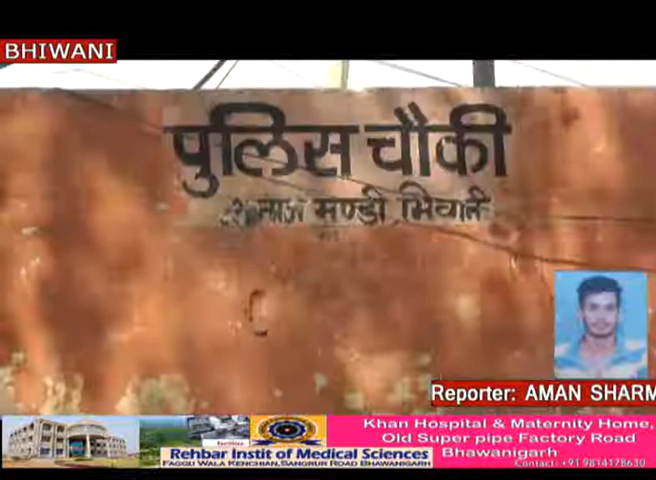 BHIWANI
पुलिस चौकी
अनाज मण्डी भिवानी
Reporter: AMAN SHARM
Rehbar Instit of Medical Sciences
FAGGU WALA KENCHIAN, SANGRUR ROAD BHAWANIGARH
Khan Hospital & Maternity Home,
Old Super pipe Factory Road
Bhawanigarh
Contact:- +91 9814178630